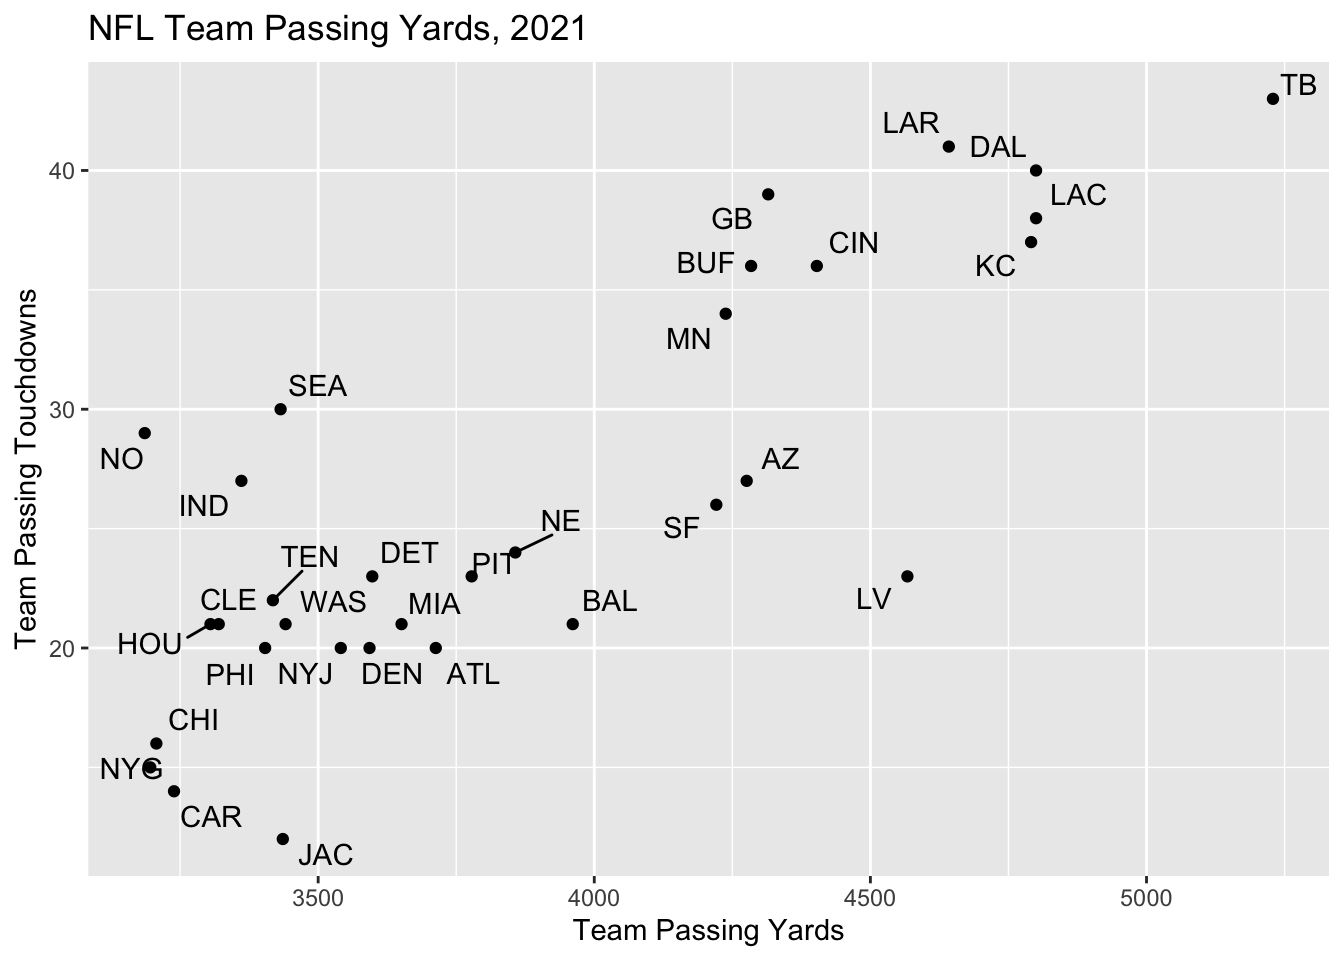 NFL Team Passing Yards, 2021
TB
LAR
DAL
40
LAC
GB
CIN
BUF
KC
MN
SEA
30
NO
AZ
IND
NE
SF
TEN
DET
PIT
CLE
WAS
MIA
BAL
LV
HOU
20
PHI
NYJ
DEN
ATL
CHI
NYG
CAR
JAC
3500
4000
4500
5000
Team Passing Yards
Team Passing Touchdowns